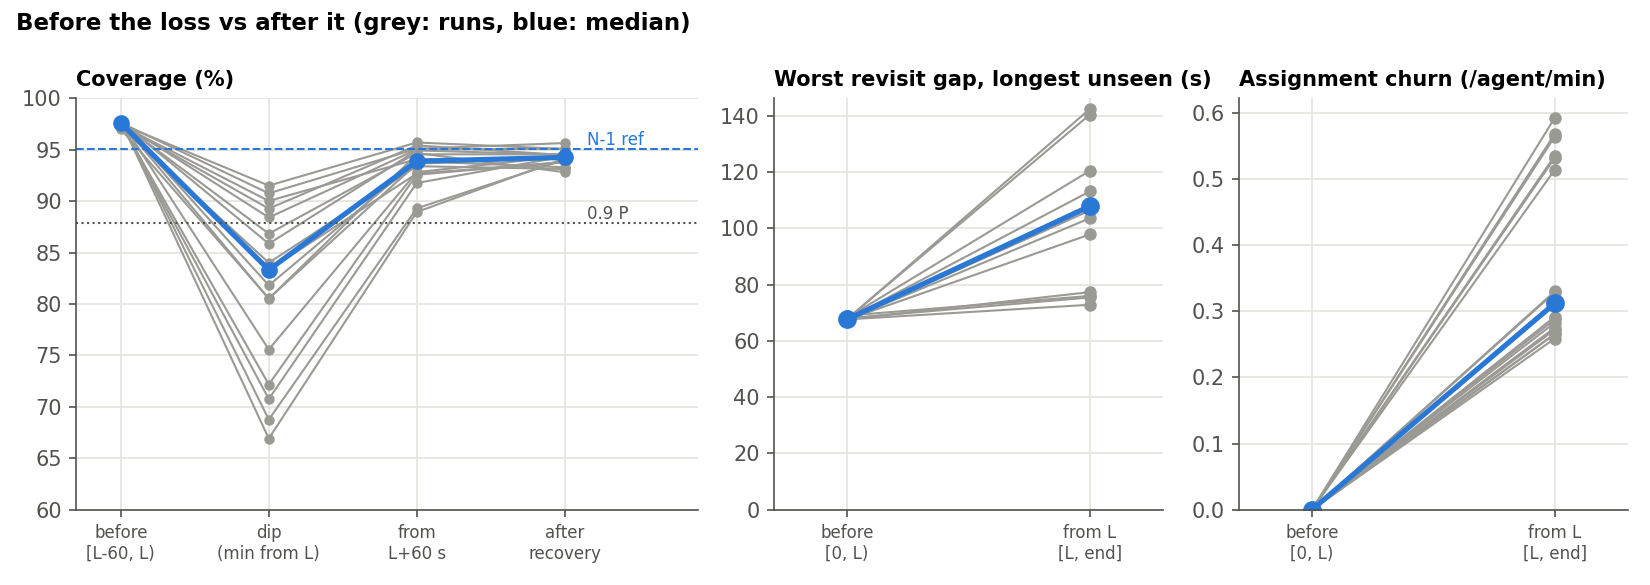 Before the loss vs after it (grey: runs, blue: median)
Coverage (%)
100
95
90
85
80
75
70
65
60
N-1 ref
0.9 P
before
[L-60, L)
dip
(min from L)
from
L+60 s
after
recovery
Worst revisit gap, longest unseen (s)
140
120
100
80
60
40
20
0
before
[0, L)
from L
[L, end]
Assignment churn (/agent/min)
0.6
0.5
0.4
0.3
0.2
0.1
0.0
before
[0, L)
from L
[L, end]